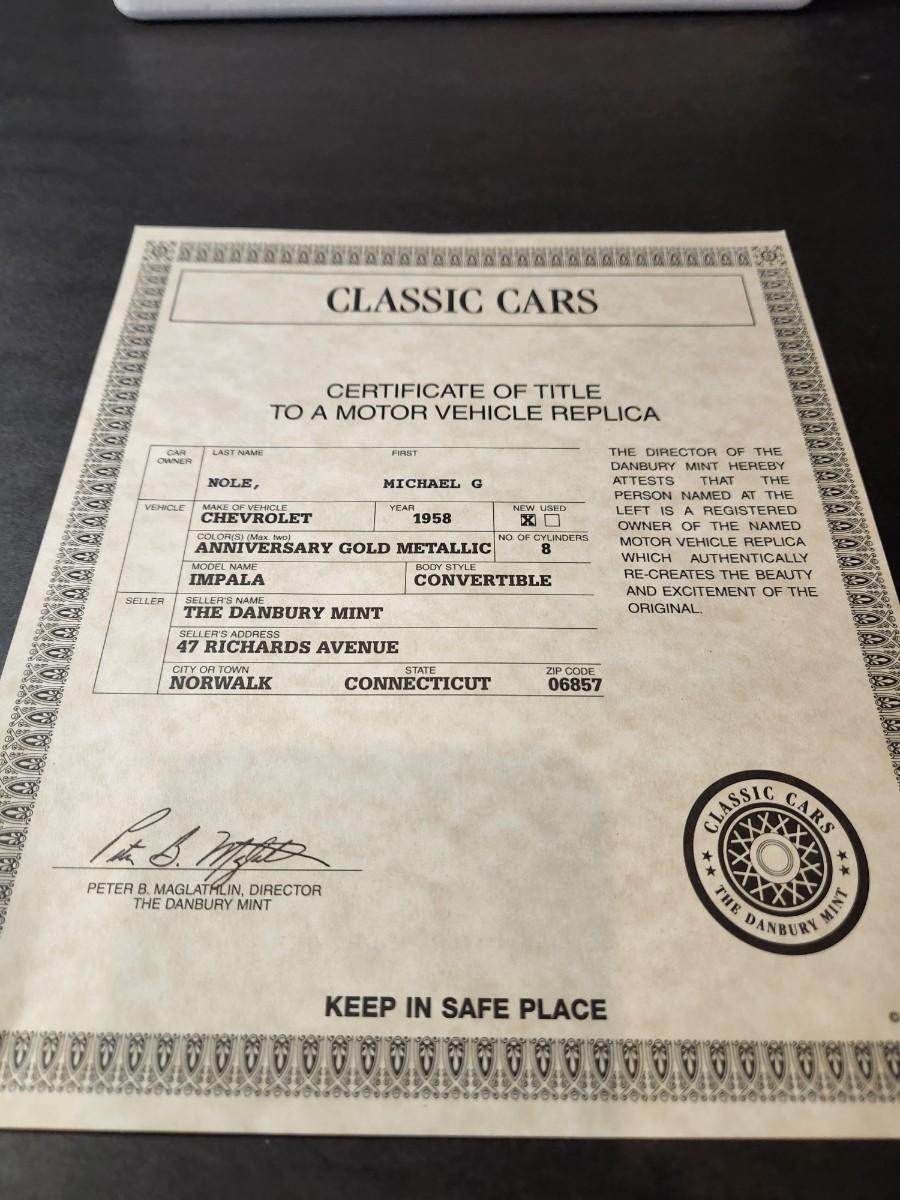 CLASSIC CARS
CERTIFICATE OF TITLE
TO A MOTOR VEHICLE REPLICA
CAR
OWNER
LAST NAME FIRST
NOLE, MICHAEL G
VEHICLE
MAKE OF VEHICLE YEAR NEW USED
CHEVROLET 1958 X
COLOR(S) (Max. two) NO. OF CYLINDERS
ANNIVERSARY GOLD METALLIC 8
MODEL NAME BODY STYLE
IMPALA CONVERTIBLE
SELLER
SELLER'S NAME
THE DANBURY MINT
SELLER'S ADDRESS
47 RICHARDS AVENUE
CITY OR TOWN STATE ZIP CODE
NORWALK CONNECTICUT 06857
THE DIRECTOR OF THE
DANBURY MINT HEREBY
ATTESTS THAT THE
PERSON NAMED AT THE
LEFT IS A REGISTERED
OWNER OF THE NAMED
MOTOR VEHICLE REPLICA
WHICH AUTHENTICALLY
RE-CREATES THE BEAUTY
AND EXCITEMENT OF THE
ORIGINAL.
Peter B. Maglathlin
PETER B. MAGLATHLIN, DIRECTOR
THE DANBURY MINT
CLASSIC CARS
★ THE DANBURY MINT ★
KEEP IN SAFE PLACE
©